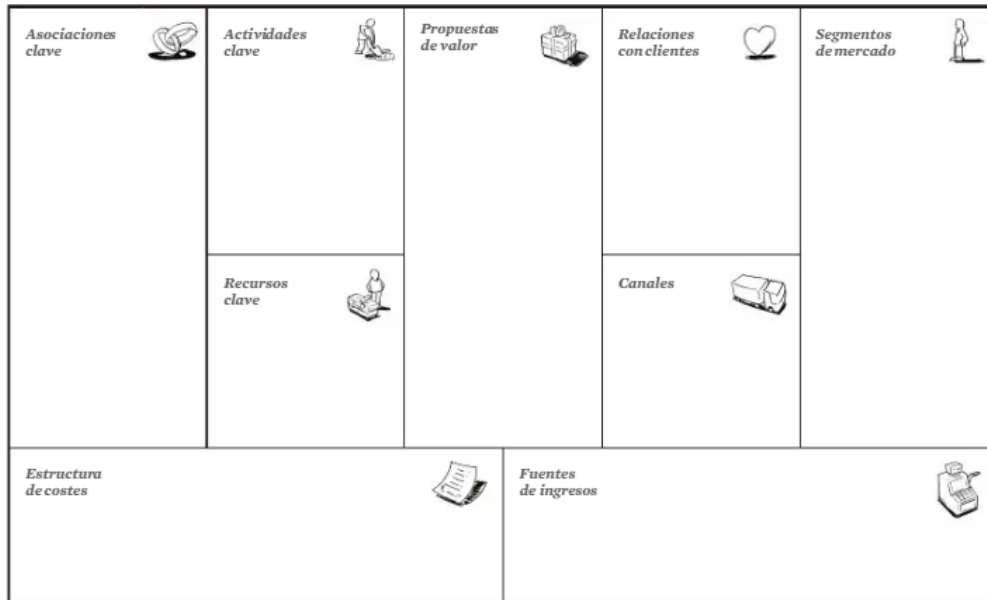 Asociaciones
clave
Actividades
clave
Propuestas
de valor
Relaciones
con clientes
Segmentos
de mercado
Recursos
clave
Canales
Estructura
de costes
Fuentes
de ingresos